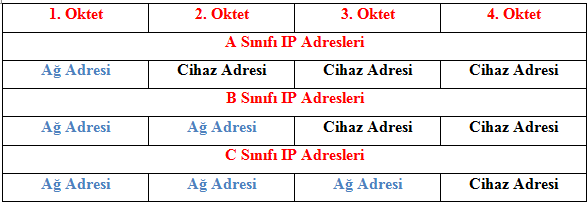 1. Oktet 2. Oktet 3. Oktet 4. Oktet
A Sınıfı IP Adresleri
Ağ Adresi Cihaz Adresi Cihaz Adresi Cihaz Adresi
B Sınıfı IP Adresleri
Ağ Adresi Ağ Adresi Cihaz Adresi Cihaz Adresi
C Sınıfı IP Adresleri
Ağ Adresi Ağ Adresi Ağ Adresi Cihaz Adresi